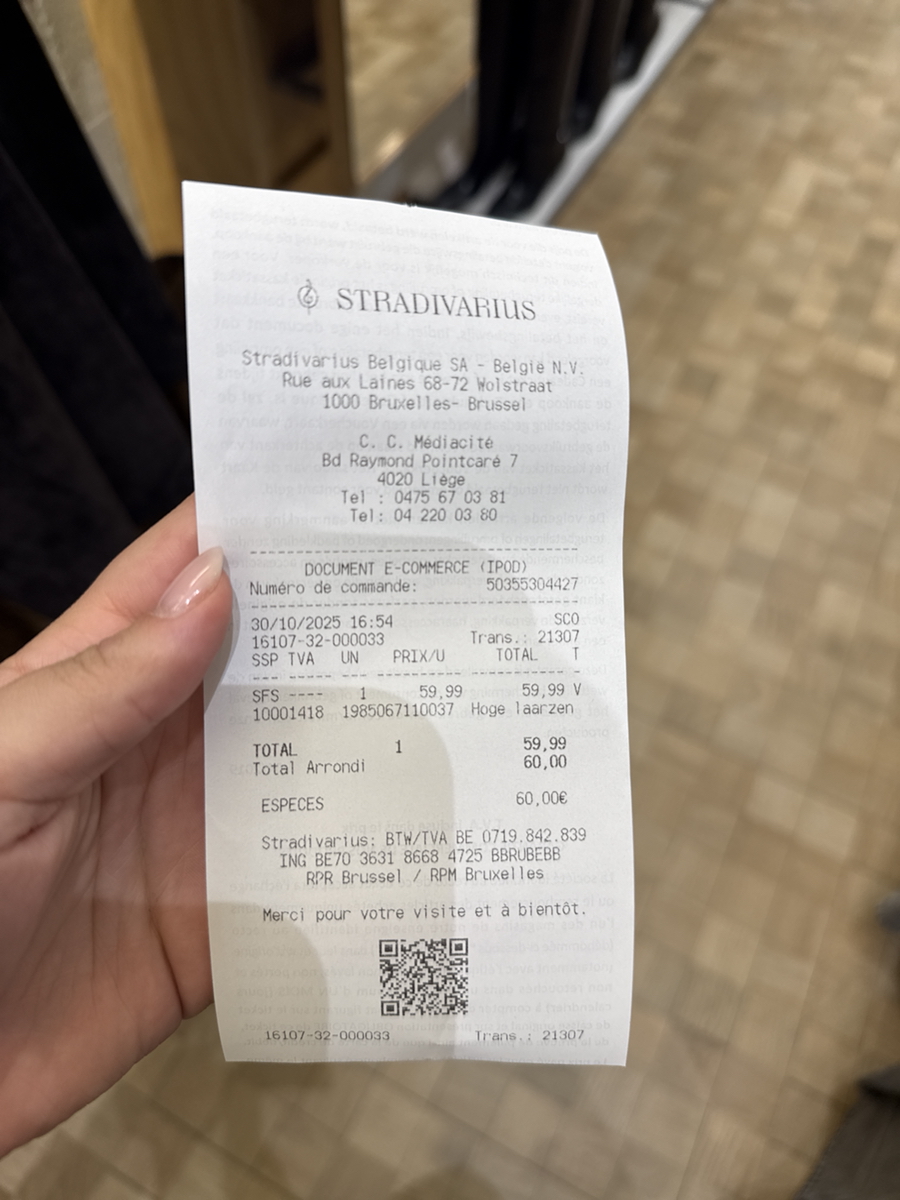 STRADIVARIUS
Stradivarius Belgique SA - België N.V.
Rue aux Laines 68-72 Wolstraat
1000 Bruxelles- Brussel
C. C. Médiacité
Bd Raymond Pointcaré 7
4020 Liège
Tel : 0475 67 03 81
Tel: 04 220 03 80
DOCUMENT E-COMMERCE (IPOD)
Numéro de commande: 50355304427
30/10/2025 16:54 SCO
16107-32-000033 Trans.: 21307
SSP TVA UN PRIX/U TOTAL T
SFS ---- 1 59,99 59,99 V
10001418 1985067110037 Hoge laarzen
TOTAL 1 59,99
Total Arrondi 60,00
ESPECES 60,00€
Stradivarius: BTW/TVA BE 0719.842.839
ING BE70 3631 8668 4725 BBRUBEBB
RPR Brussel / RPM Bruxelles
Merci pour votre visite et à bientôt.
16107-32-000033 Trans.: 21307